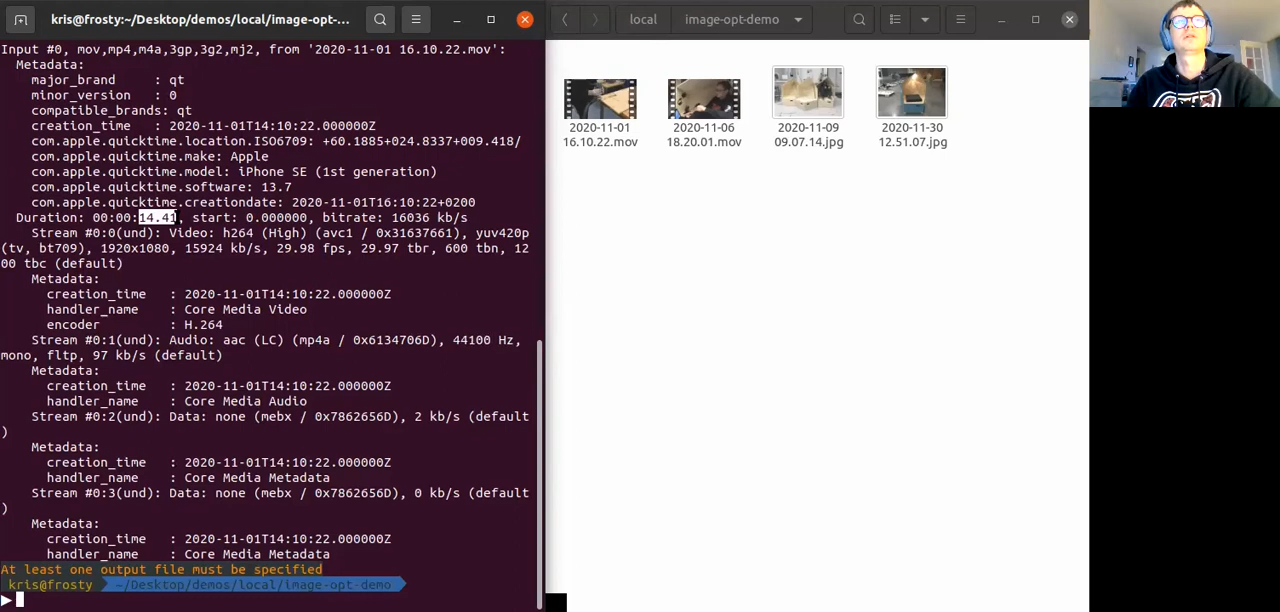 kris@frosty:~/Desktop/demos/local/image-opt-...
local
image-opt-demo
Input #0, mov,mp4,m4a,3gp,3g2,mj2, from '2020-11-01 16.10.22.mov':
Metadata:
major_brand : qt
minor_version : 0
compatible_brands: qt
creation_time : 2020-11-01T14:10:22.000000Z
com.apple.quicktime.location.ISO6709: +60.1885+024.8337+009.418/
com.apple.quicktime.make: Apple
com.apple.quicktime.model: iPhone SE (1st generation)
com.apple.quicktime.software: 13.7
com.apple.quicktime.creationdate: 2020-11-01T16:10:22+0200
Duration: 00:00:14.41, start: 0.000000, bitrate: 16036 kb/s
Stream #0:0(und): Video: h264 (High) (avc1 / 0x31637661), yuv420p
(tv, bt709), 1920x1080, 15924 kb/s, 29.98 fps, 29.97 tbr, 600 tbn, 12
00 tbc (default)
Metadata:
creation_time : 2020-11-01T14:10:22.000000Z
handler_name : Core Media Video
encoder : H.264
Stream #0:1(und): Audio: aac (LC) (mp4a / 0x6134706D), 44100 Hz,
mono, fltp, 97 kb/s (default)
Metadata:
creation_time : 2020-11-01T14:10:22.000000Z
handler_name : Core Media Audio
Stream #0:2(und): Data: none (mebx / 0x7862656D), 2 kb/s (default
)
Metadata:
creation_time : 2020-11-01T14:10:22.000000Z
handler_name : Core Media Metadata
Stream #0:3(und): Data: none (mebx / 0x7862656D), 0 kb/s (default
)
Metadata:
creation_time : 2020-11-01T14:10:22.000000Z
handler_name : Core Media Metadata
At least one output file must be specified
kris@frosty ~/Desktop/demos/local/image-opt-demo
2020-11-01
16.10.22.mov
2020-11-06
18.20.01.mov
2020-11-09
09.07.14.jpg
2020-11-30
12.51.07.jpg